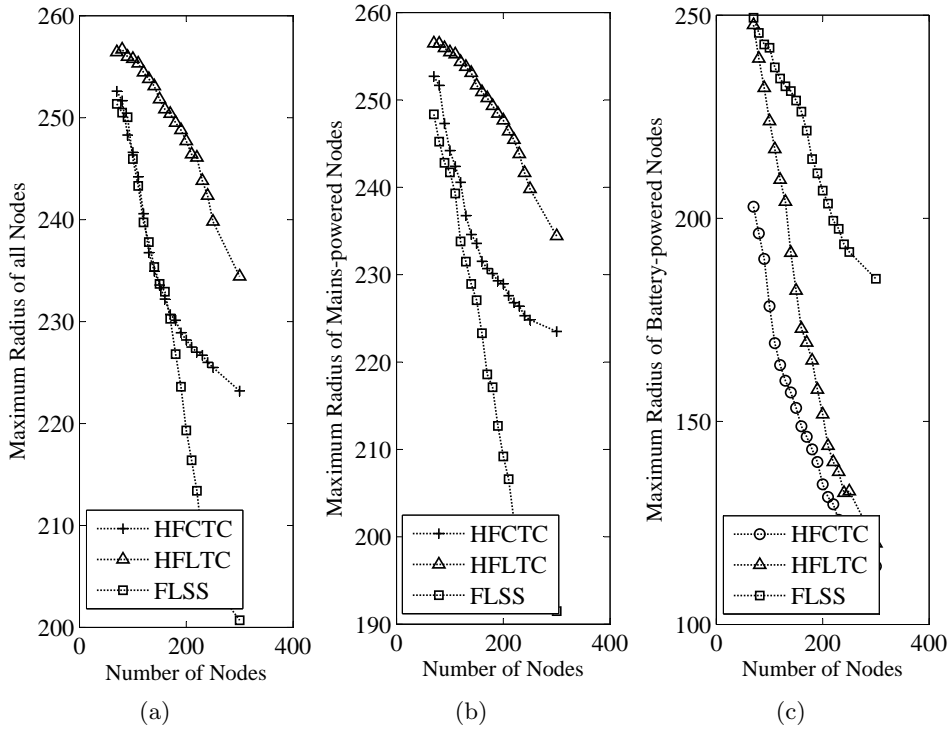 Maximum Radius of all Nodes
260
250
240
230
220
210
200
0
200
400
HFCTC
HFLTC
FLSS
Number of Nodes
(a)
Maximum Radius of Mains-powered Nodes
260
250
240
230
220
210
200
190
0
200
400
HFCTC
HFLTC
FLSS
Number of Nodes
(b)
Maximum Radius of Battery-powered Nodes
250
200
150
100
0
200
400
HFCTC
HFLTC
FLSS
Number of Nodes
(c)